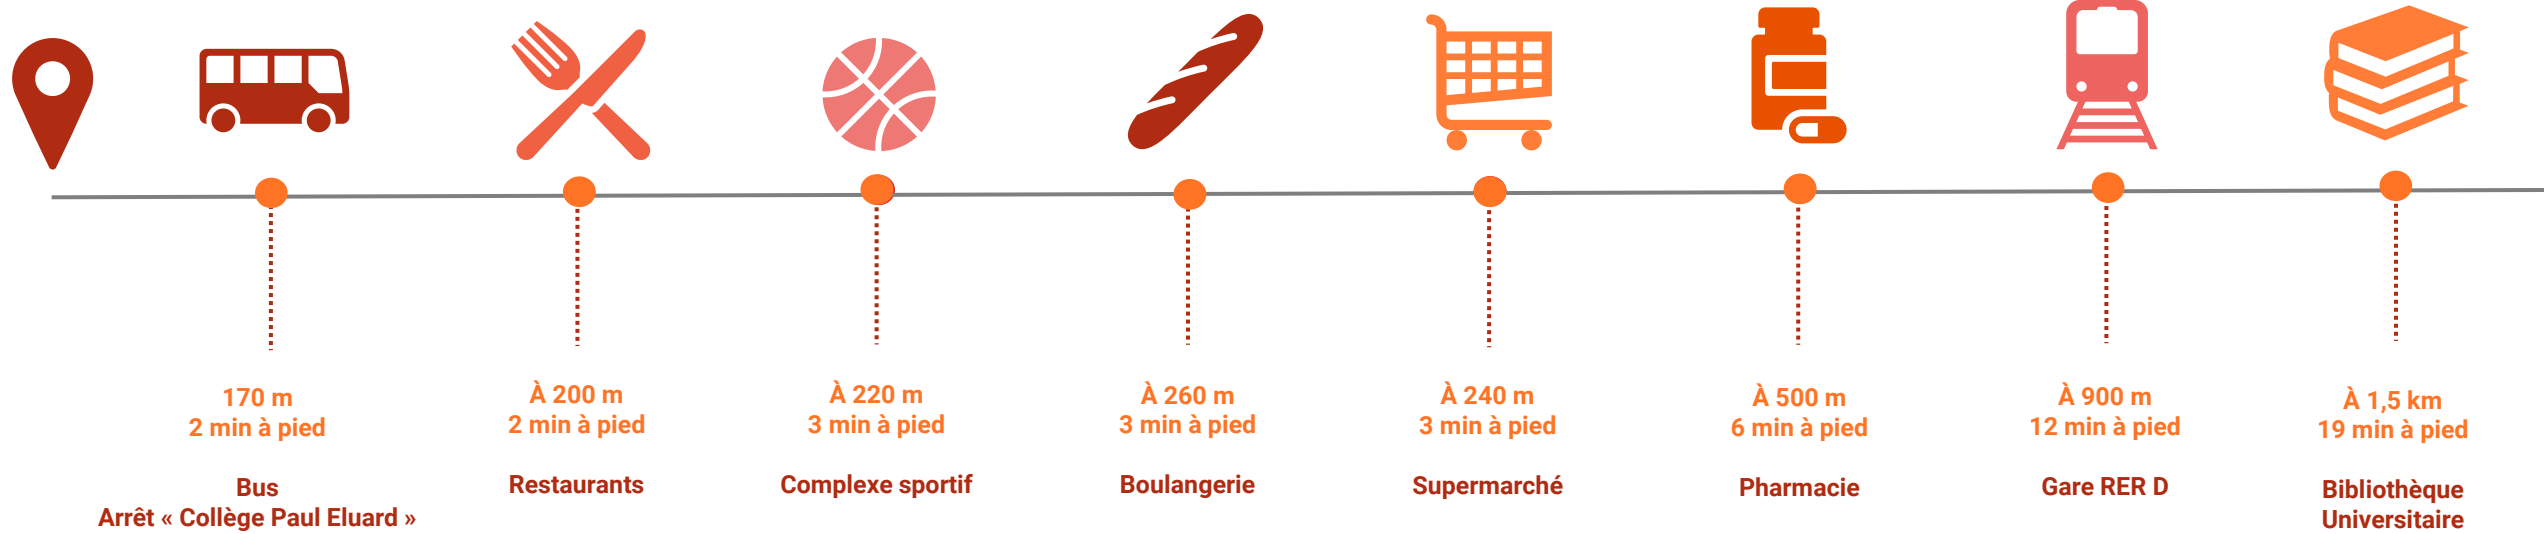 170 m
2 min à pied
Bus
Arrêt « Collège Paul Eluard »
À 200 m
2 min à pied
Restaurants
À 220 m
3 min à pied
Complexe sportif
À 260 m
3 min à pied
Boulangerie
À 240 m
3 min à pied
Supermarché
À 500 m
6 min à pied
Pharmacie
À 900 m
12 min à pied
Gare RER D
À 1,5 km
19 min à pied
Bibliothèque
Universitaire